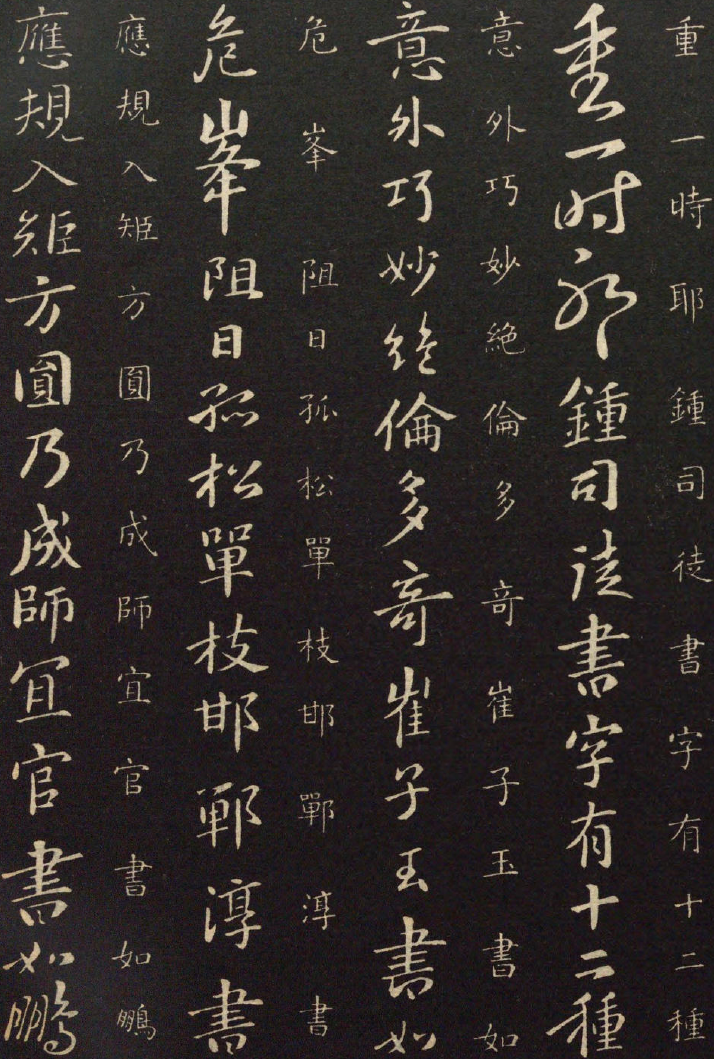 重一時耶鍾司徒書字有十二種
重一時耶鍾司徒書字有十二種
意外巧妙絶倫多奇崔子玉書如
意外巧妙絶倫多奇崔子玉書如
危峯阻日孤松單枝邯鄲淳書
危峯阻日孤松單枝邯鄲淳書
應規入矩方圓乃成師宜官書如鵬
應規入矩方圓乃成師宜官書如鵬